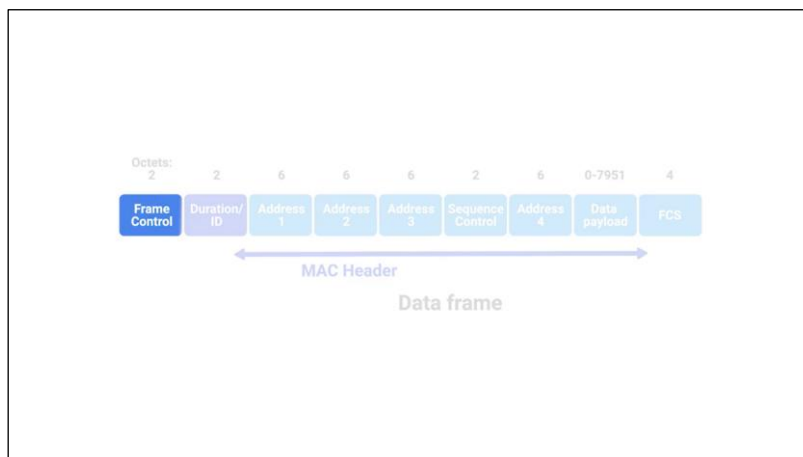 Octets:
2 2 6 6 6 2 6 0-7951 4
Frame Control Duration/ ID Address 1 Address 2 Address 3 Sequence Control Address 4 Data payload FCS
MAC Header
Data frame